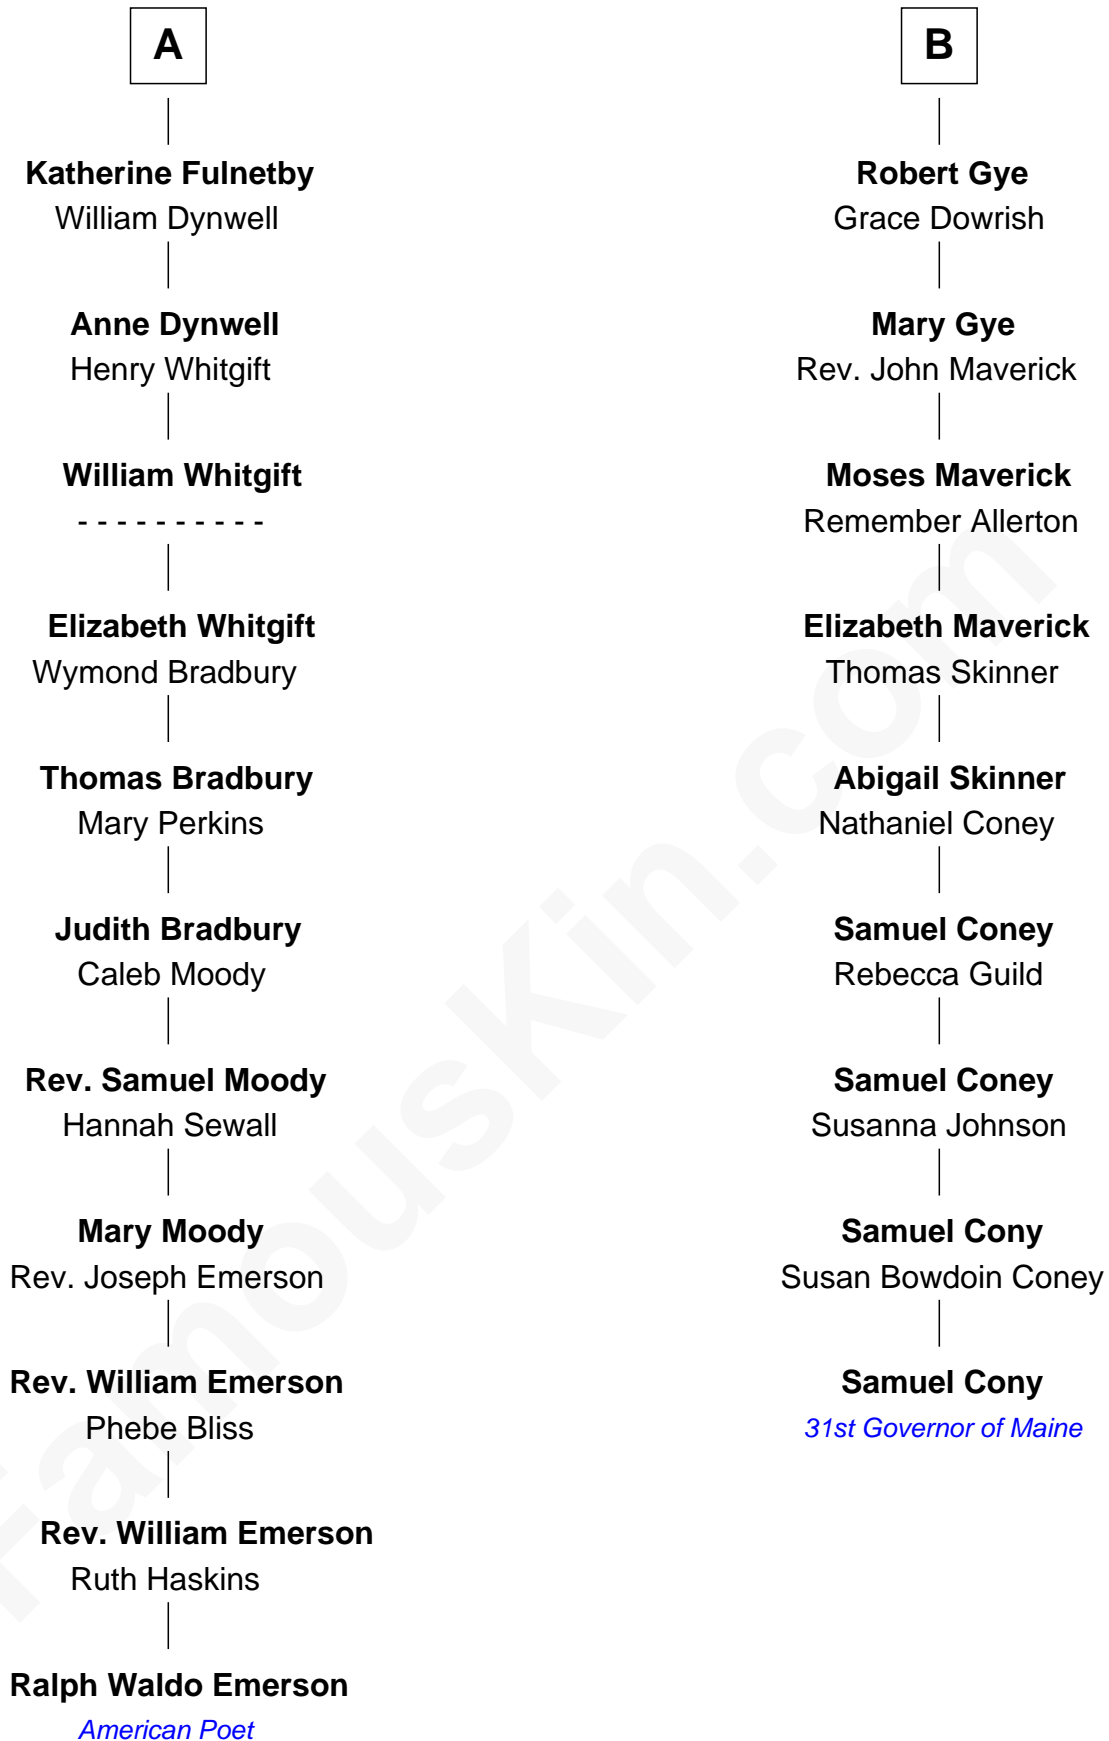 A
Katherine Fulnetby
William Dynwell
Anne Dynwell
Henry Whitgift
William Whitgift
- - - - - - - - - -
Elizabeth Whitgift
Wymond Bradbury
Thomas Bradbury
Mary Perkins
Judith Bradbury
Caleb Moody
Rev. Samuel Moody
Hannah Sewall
Mary Moody
Rev. Joseph Emerson
Rev. William Emerson
Phebe Bliss
Rev. William Emerson
Ruth Haskins
Ralph Waldo Emerson
American Poet
B
Robert Gye
Grace Dowrish
Mary Gye
Rev. John Maverick
Moses Maverick
Remember Allerton
Elizabeth Maverick
Thomas Skinner
Abigail Skinner
Nathaniel Coney
Samuel Coney
Rebecca Guild
Samuel Coney
Susanna Johnson
Samuel Cony
Susan Bowdoin Coney
Samuel Cony
31st Governor of Maine
FamousKin.com